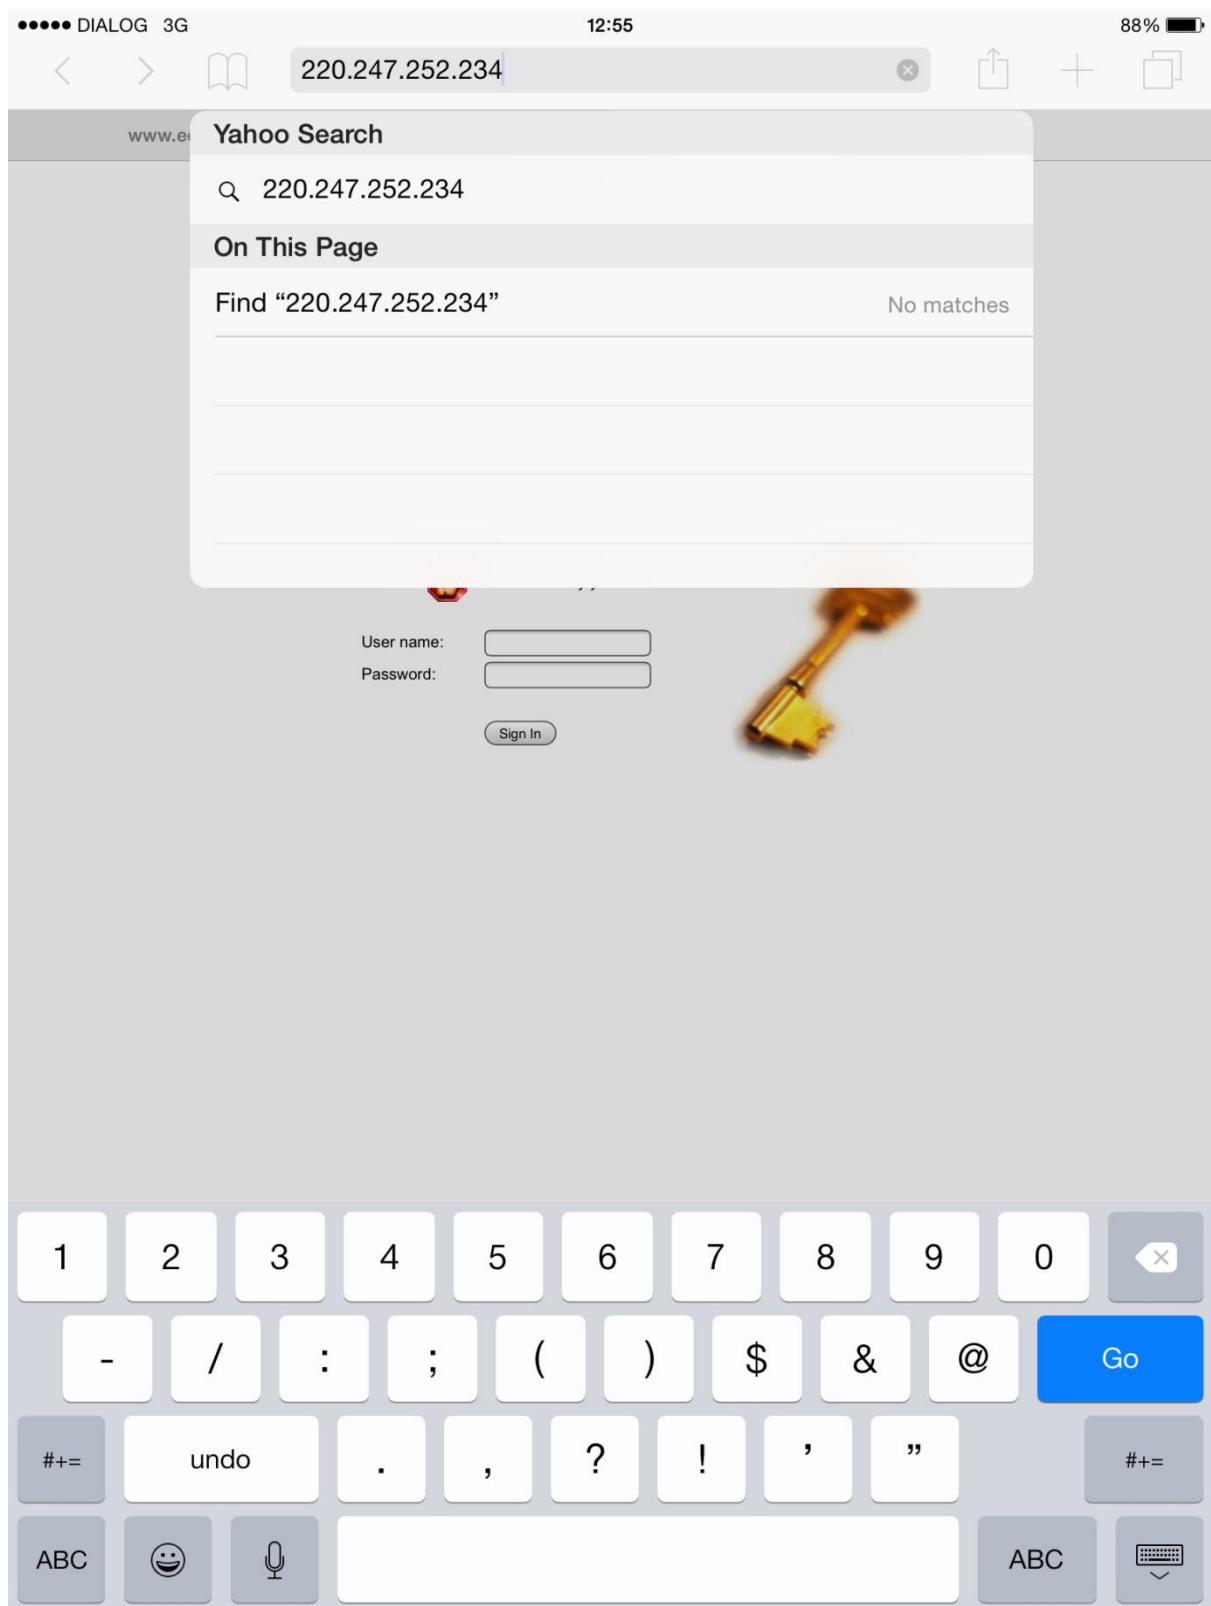 DIALOG 3G 12:55 88%
220.247.252.234
www.e
Yahoo Search
220.247.252.234
On This Page
Find “220.247.252.234” No matches
User name:
Password:
Sign In
1 2 3 4 5 6 7 8 9 0
- / : ; ( ) $ & @ Go
#+= undo . , ? ! ’ ” #+=
ABC ABC